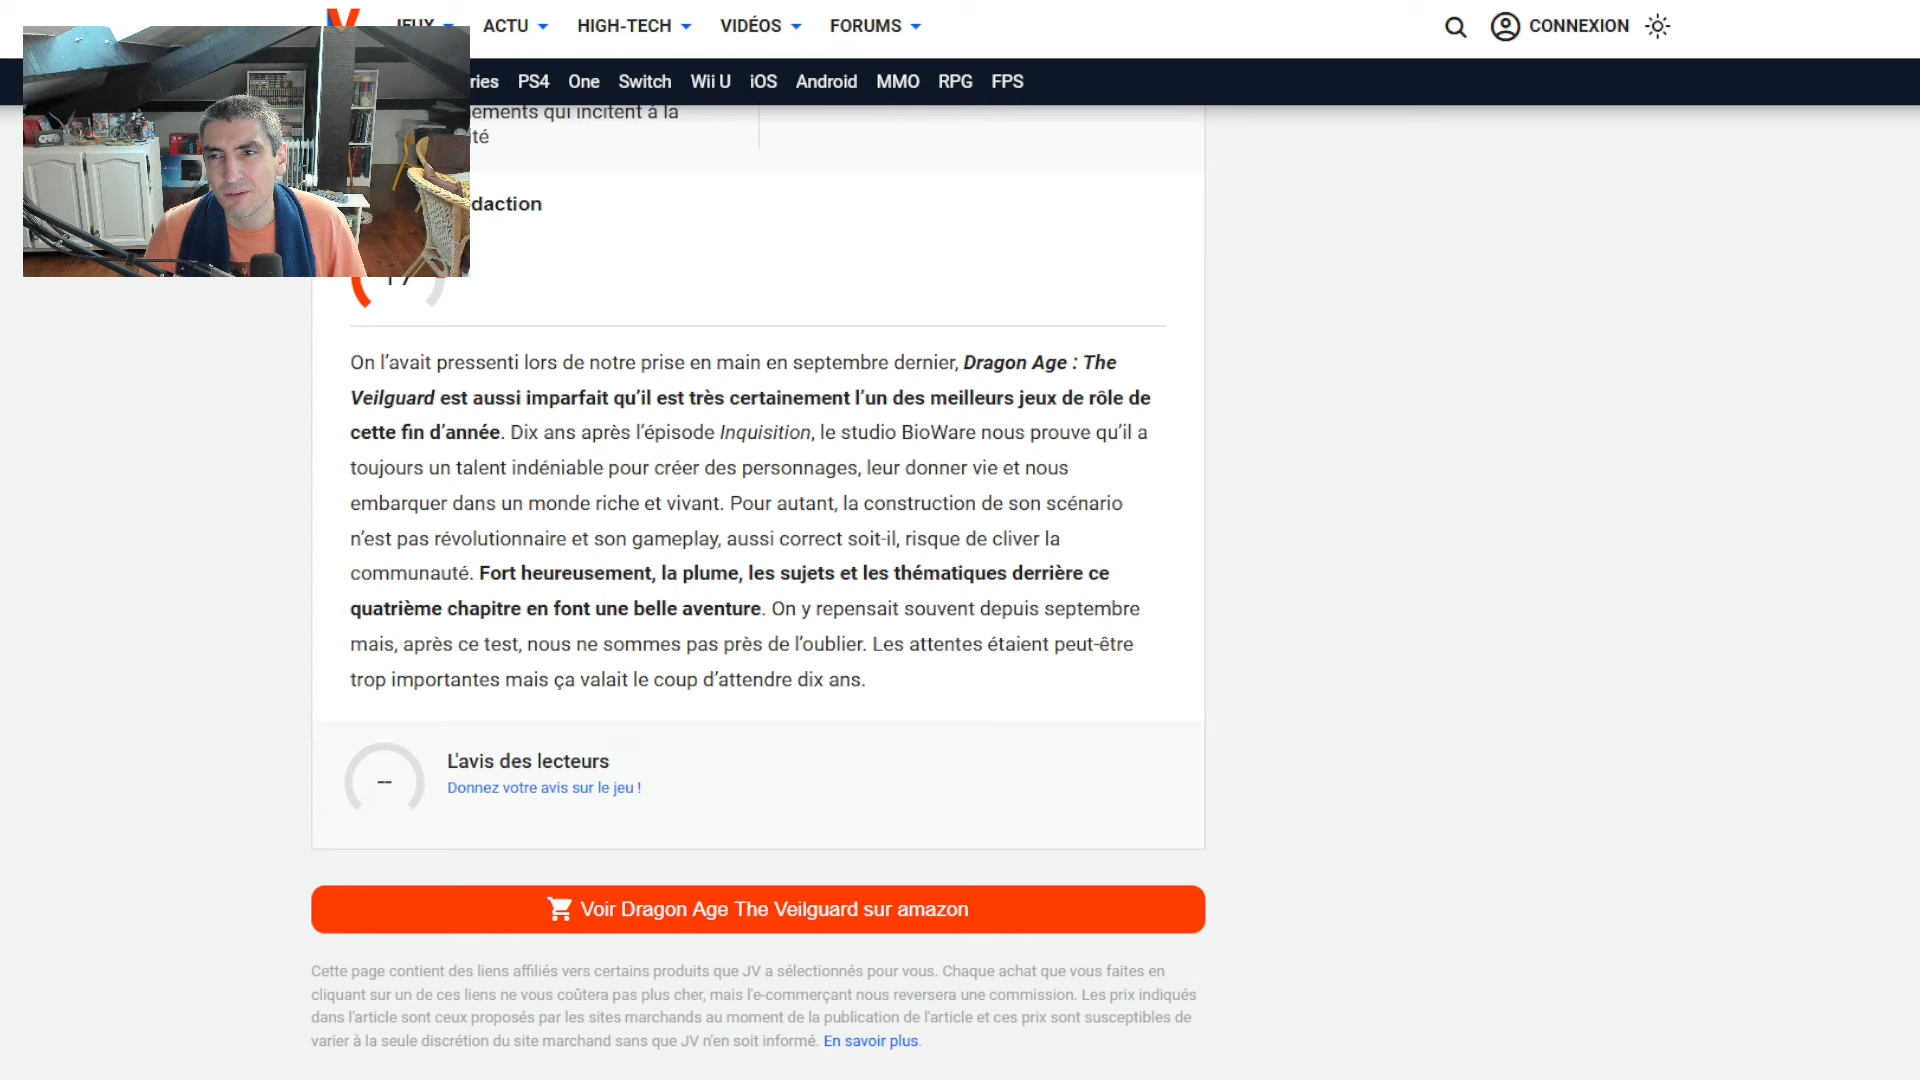 JEUX
ACTU
HIGH-TECH
VIDÉOS
FORUMS
CONNEXION
ries
PS4
One
Switch
Wii U
iOS
Android
MMO
RPG
FPS
ements qui incitent à la
ité
daction
17
On l’avait pressenti lors de notre prise en main en septembre dernier, Dragon Age : The
Veilguard est aussi imparfait qu’il est très certainement l’un des meilleurs jeux de rôle de
cette fin d’année. Dix ans après l’épisode Inquisition, le studio BioWare nous prouve qu’il a
toujours un talent indéniable pour créer des personnages, leur donner vie et nous
embarquer dans un monde riche et vivant. Pour autant, la construction de son scénario
n’est pas révolutionnaire et son gameplay, aussi correct soit-il, risque de cliver la
communauté. Fort heureusement, la plume, les sujets et les thématiques derrière ce
quatrième chapitre en font une belle aventure. On y repensait souvent depuis septembre
mais, après ce test, nous ne sommes pas près de l’oublier. Les attentes étaient peut-être
trop importantes mais ça valait le coup d’attendre dix ans.
--
L'avis des lecteurs
Donnez votre avis sur le jeu !
Voir Dragon Age The Veilguard sur amazon
Cette page contient des liens affiliés vers certains produits que JV a sélectionnés pour vous. Chaque achat que vous faites en
cliquant sur un de ces liens ne vous coûtera pas plus cher, mais l'e-commerçant nous reversera une commission. Les prix indiqués
dans l'article sont ceux proposés par les sites marchands au moment de la publication de l'article et ces prix sont susceptibles de
varier à la seule discrétion du site marchand sans que JV n'en soit informé. En savoir plus.